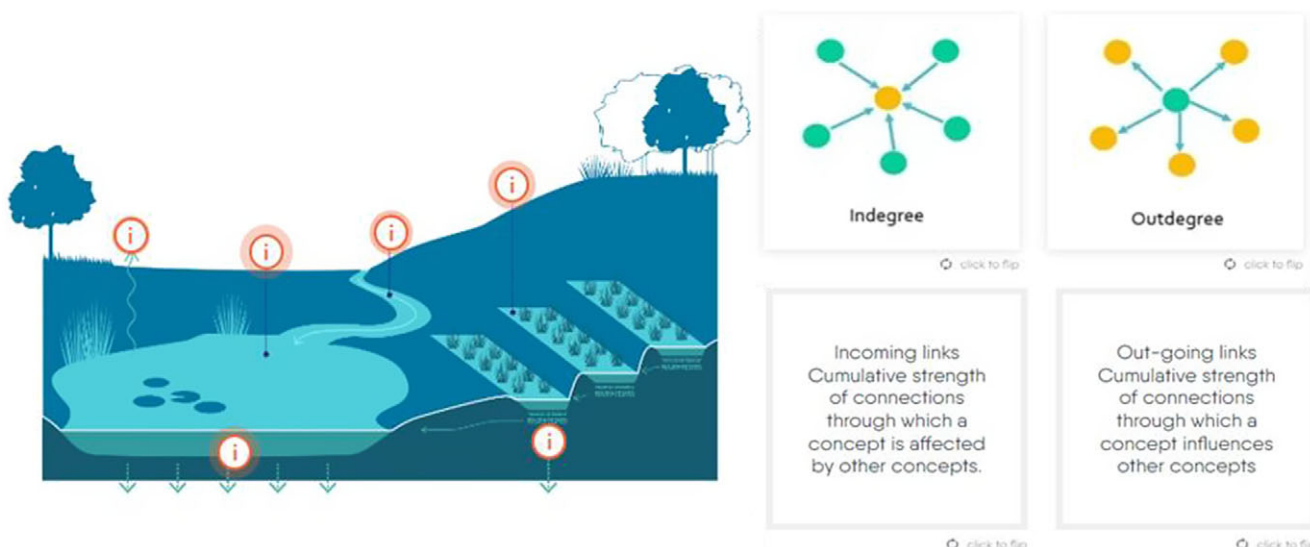 i
i
i
i
i
i
Indegree
Outdegree
click to flip
click to flip
Incoming links
Cumulative strength
of connections
through which a
concept is affected
by other concepts.
Out-going links
Cumulative strength
of connections
through which a
concept influences
other concepts
click to flip
click to fli